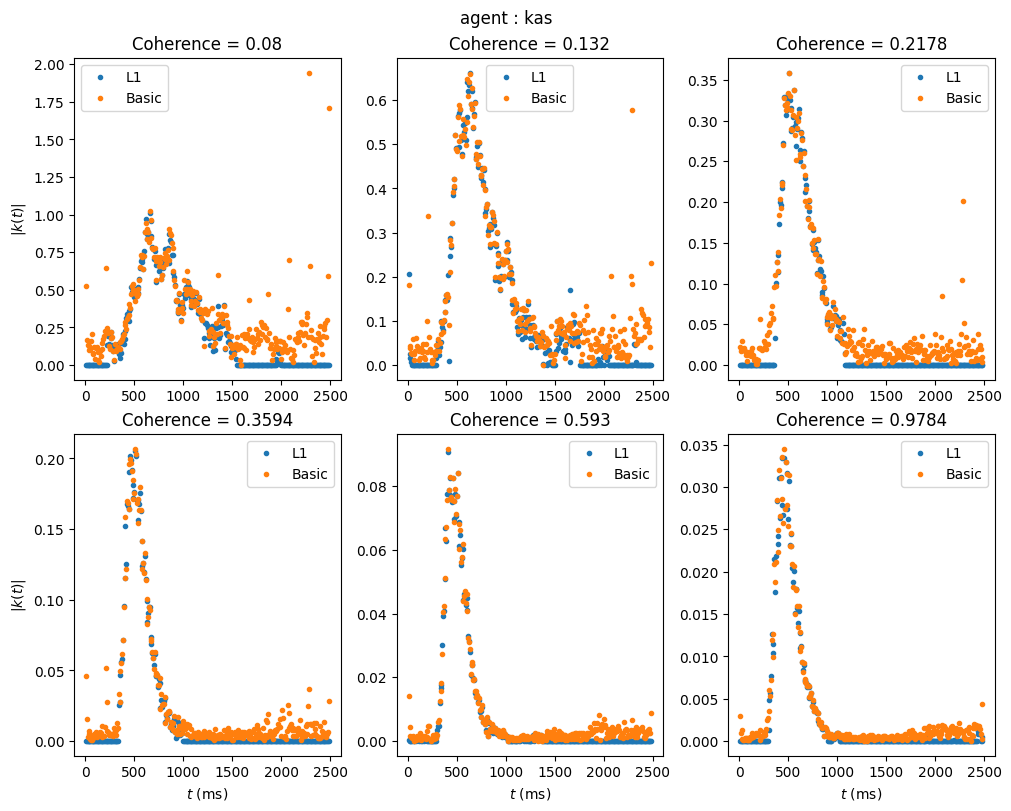 agent : kas
Coherence = 0.08
Coherence = 0.132
Coherence = 0.2178
|k(t)|
2.00
1.75
1.50
1.25
1.00
0.75
0.50
0.25
0.00
L1
Basic
0 500 1000 1500 2000 2500
0.6
0.5
0.4
0.3
0.2
0.1
0.0
L1
Basic
0 500 1000 1500 2000 2500
0.35
0.30
0.25
0.20
0.15
0.10
0.05
0.00
L1
Basic
0 500 1000 1500 2000 2500
Coherence = 0.3594
Coherence = 0.593
Coherence = 0.9784
|k(t)|
0.20
0.15
0.10
0.05
0.00
L1
Basic
0 500 1000 1500 2000 2500
t (ms)
0.08
0.06
0.04
0.02
0.00
L1
Basic
0 500 1000 1500 2000 2500
t (ms)
0.035
0.030
0.025
0.020
0.015
0.010
0.005
0.000
L1
Basic
0 500 1000 1500 2000 2500
t (ms)